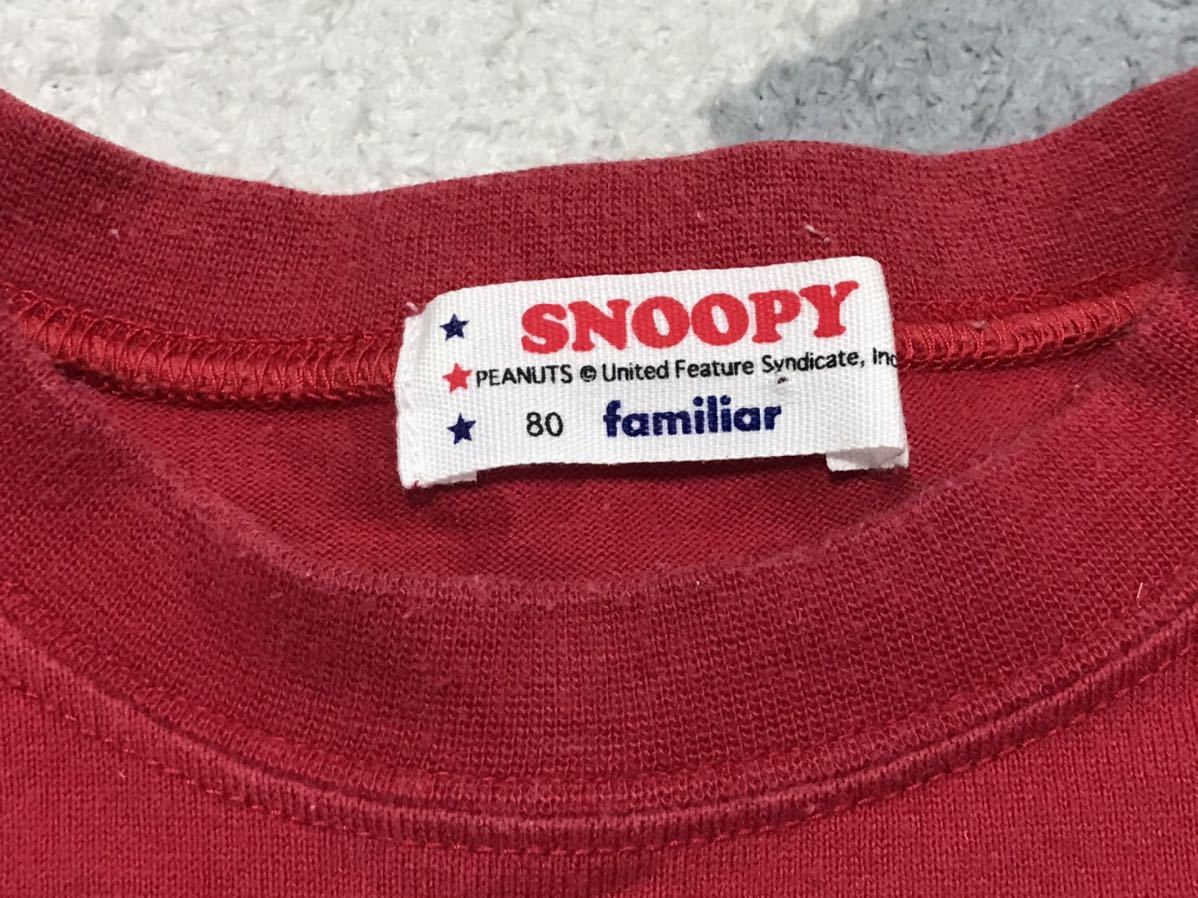 SNOOPY
PEANUTS © United Feature Syndicate, Inc
80 familiar